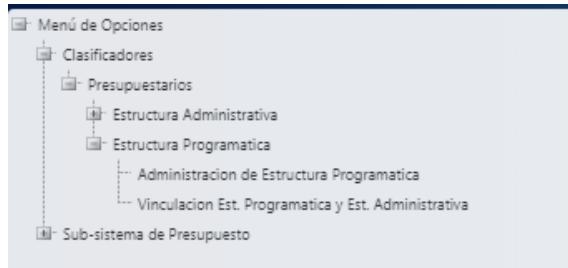 Menú de Opciones
Clasificadores
Presupuestarios
Estructura Administrativa
Estructura Programatica
Administracion de Estructura Programatica
Vinculacion Est. Programatica y Est. Administrativa
Sub-sistema de Presupuesto